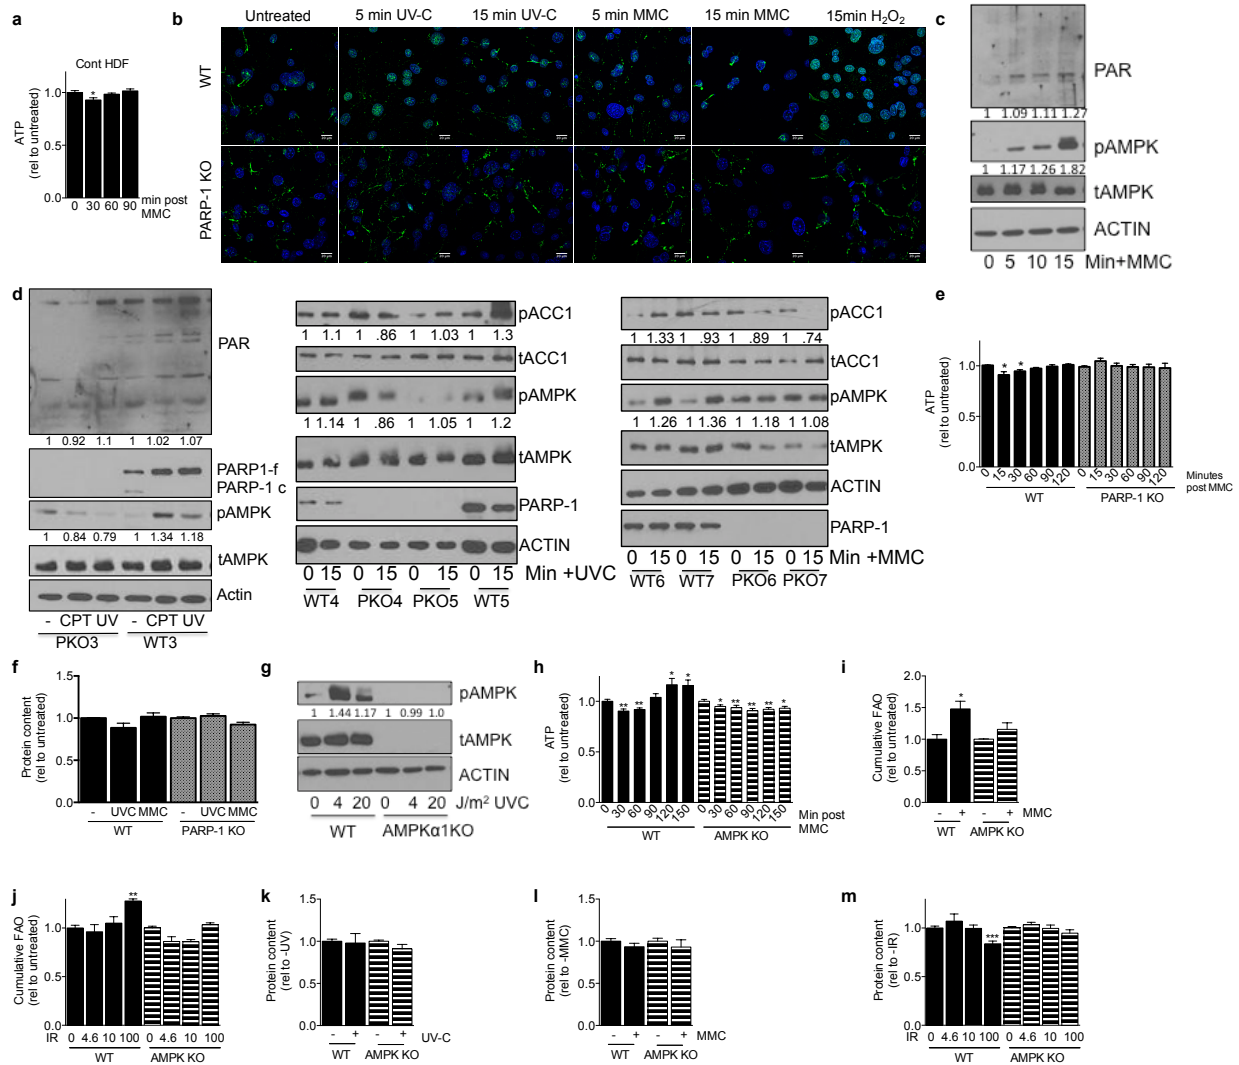 a
Cont HDF
ATP
(rel to untreated)
1.0
0.5
0.0
*
0 30 60 90
min post
MMC
b
Untreated 5 min UV-C 15 min UV-C 5 min MMC 15 min MMC 15min H₂O₂
WT
PARP-1 KO
c
PAR
1 1.09 1.11 1.27
pAMPK
1 1.17 1.26 1.82
tAMPK
ACTIN
0 5 10 15 Min+MMC
d
PAR
1 0.92 1.1 1 1.02 1.07
PARP1-f
PARP-1 c
pAMPK
1 0.84 0.79 1 1.34 1.18
tAMPK
Actin
- CPT UV - CPT UV
PKO3 WT3
pACC1
1 1.1 1 .86 1 1.03 1 1.3
tACC1
pAMPK
1 1.14 1 .86 1 1.05 1 1.2
tAMPK
PARP-1
ACTIN
0 15 0 15 0 15 0 15 Min +UVC
WT4 PKO4 PKO5 WT5
pACC1
1 1.33 1 .93 1 .89 1 .74
tACC1
pAMPK
1 1.26 1 1.36 1 1.18 1 1.08
tAMPK
ACTIN
PARP-1
0 15 0 15 0 15 0 15 Min +MMC
WT6 WT7 PKO6 PKO7
e
ATP
(rel to untreated)
1.0
0.5
0.0
* *
0 15 30 60 90 120 0 15 30 60 90 120
Minutes
post MMC
WT PARP-1 KO
f
Protein content
(rel to untreated)
1.5
1.0
0.5
0.0
- UVC MMC - UVC MMC
WT PARP-1 KO
g
pAMPK
1 1.44 1.17 1 0.99 1.0
tAMPK
ACTIN
0 4 20 0 4 20 J/m² UVC
WT AMPKα1KO
h
ATP
(rel to untreated)
1.5
1.0
0.5
0.0
** ** * * * ** ** ** *
0 30 60 90 120 150 0 30 60 90 120 150
Min post
MMC
WT AMPK KO
i
Cumulative FAO
(rel to untreated)
2.0
1.5
1.0
0.5
0.0
*
- + - + MMC
WT AMPK KO
j
Cumulative FAO
(rel to untreated)
1.0
0.5
0.0
**
IR 0 4.6 10 100 0 4.6 10 100
WT AMPK KO
k
Protein content
(rel to -UV)
1.5
1.0
0.5
0.0
- + - + UV-C
WT AMPK KO
l
Protein content
(rel to -MMC)
1.5
1.0
0.5
0.0
- + - + MMC
WT AMPK KO
m
Protein content
(rel to -IR)
1.0
0.5
0.0
***
IR 0 4.6 10 100 0 4.6 10 100
WT AMPK KO